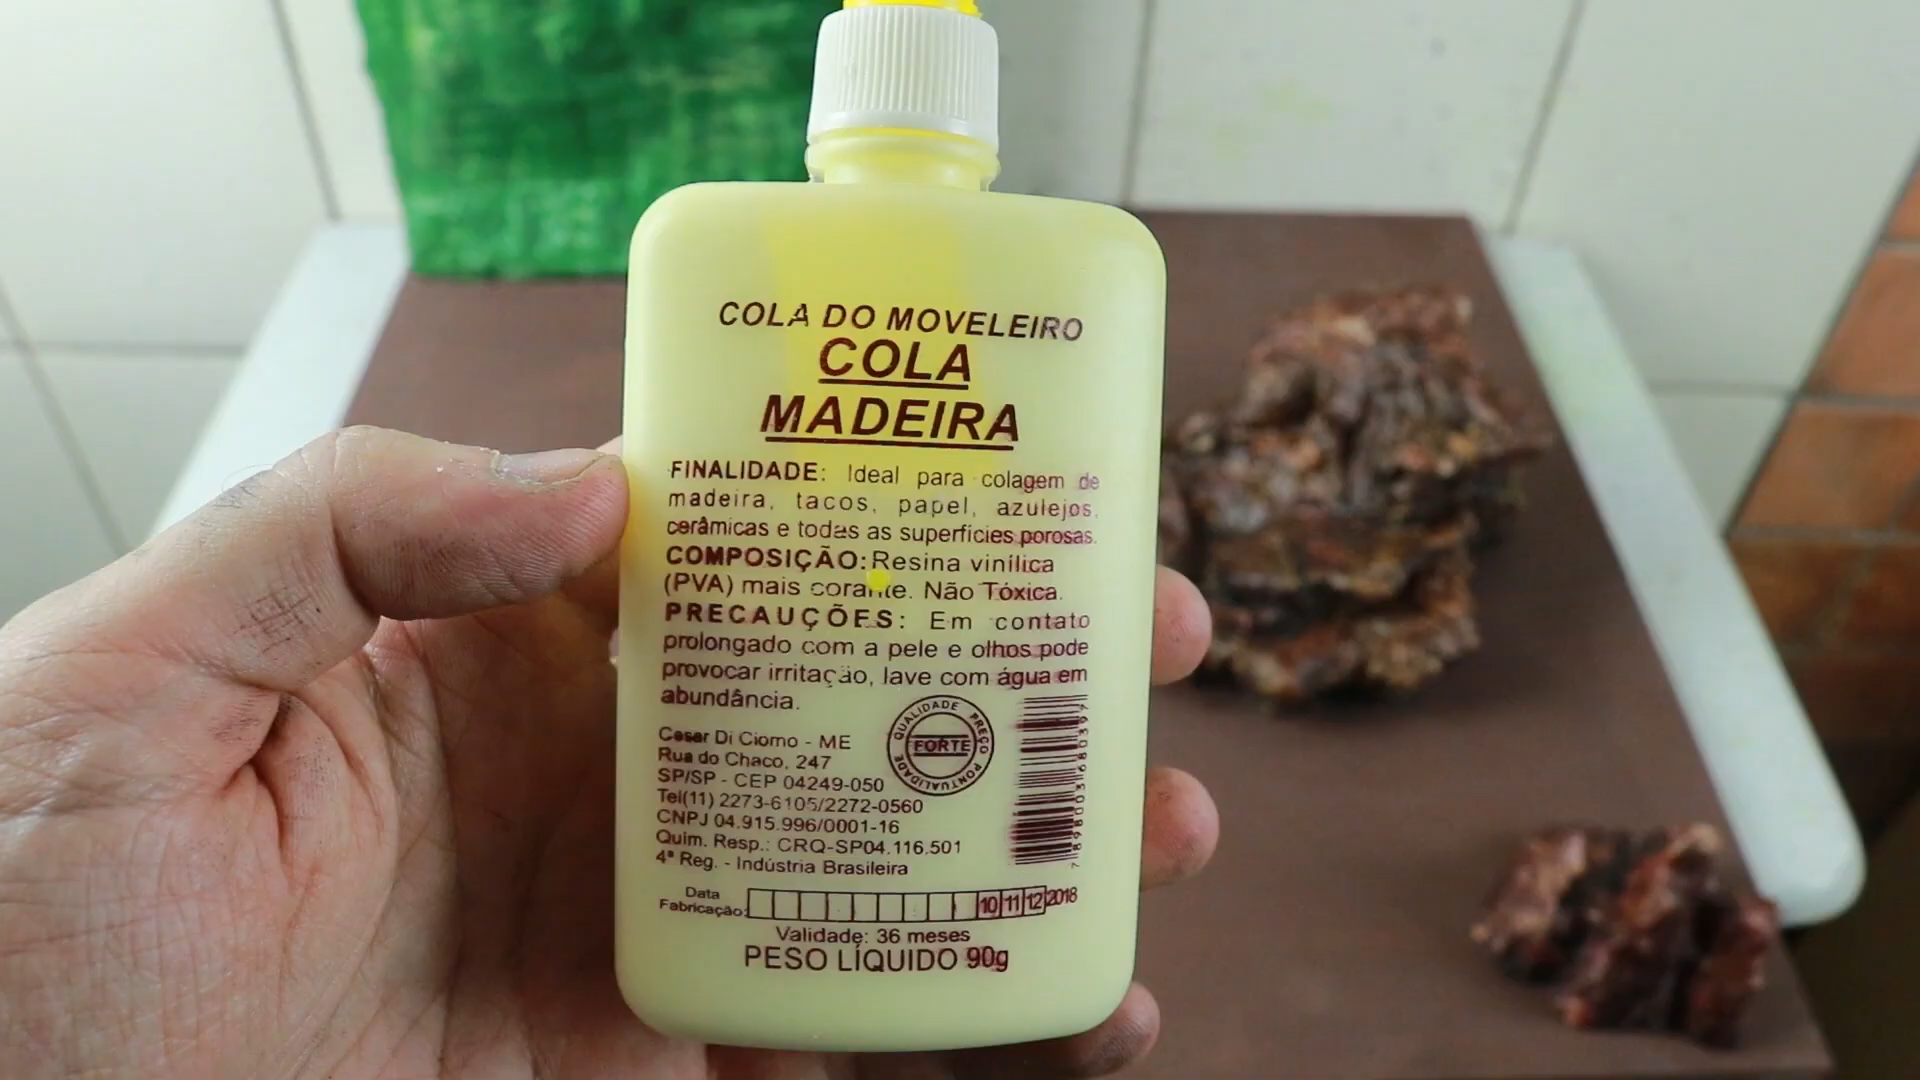 COLA DO MOVELEIRO
COLA
MADEIRA
FINALIDADE: Ideal para colagem de
madeira, tacos, papel, azulejos,
cerâmicas e todas as superfícies porosas.
COMPOSIÇÃO: Resina vinílica
(PVA) mais corante. Não Tóxica.
PRECAUÇÕES: Em contato
prolongado com a pele e olhos pode
provocar irritação, lave com água em
abundância.
Cesar Di Ciomo - ME
Rua do Chaco, 247
SP/SP - CEP 04249-050
Tel(11) 2273-6105/2272-0560
CNPJ 04.915.996/0001-16
Quim. Resp.: CRQ-SP04.116.501
4ª Reg. - Indústria Brasileira
QUALIDADE PREÇO PONTUALIDADE
FORTE
7898003680397
Data
Fabricação: 10 11 12 2018
Validade: 36 meses
PESO LÍQUIDO 90g